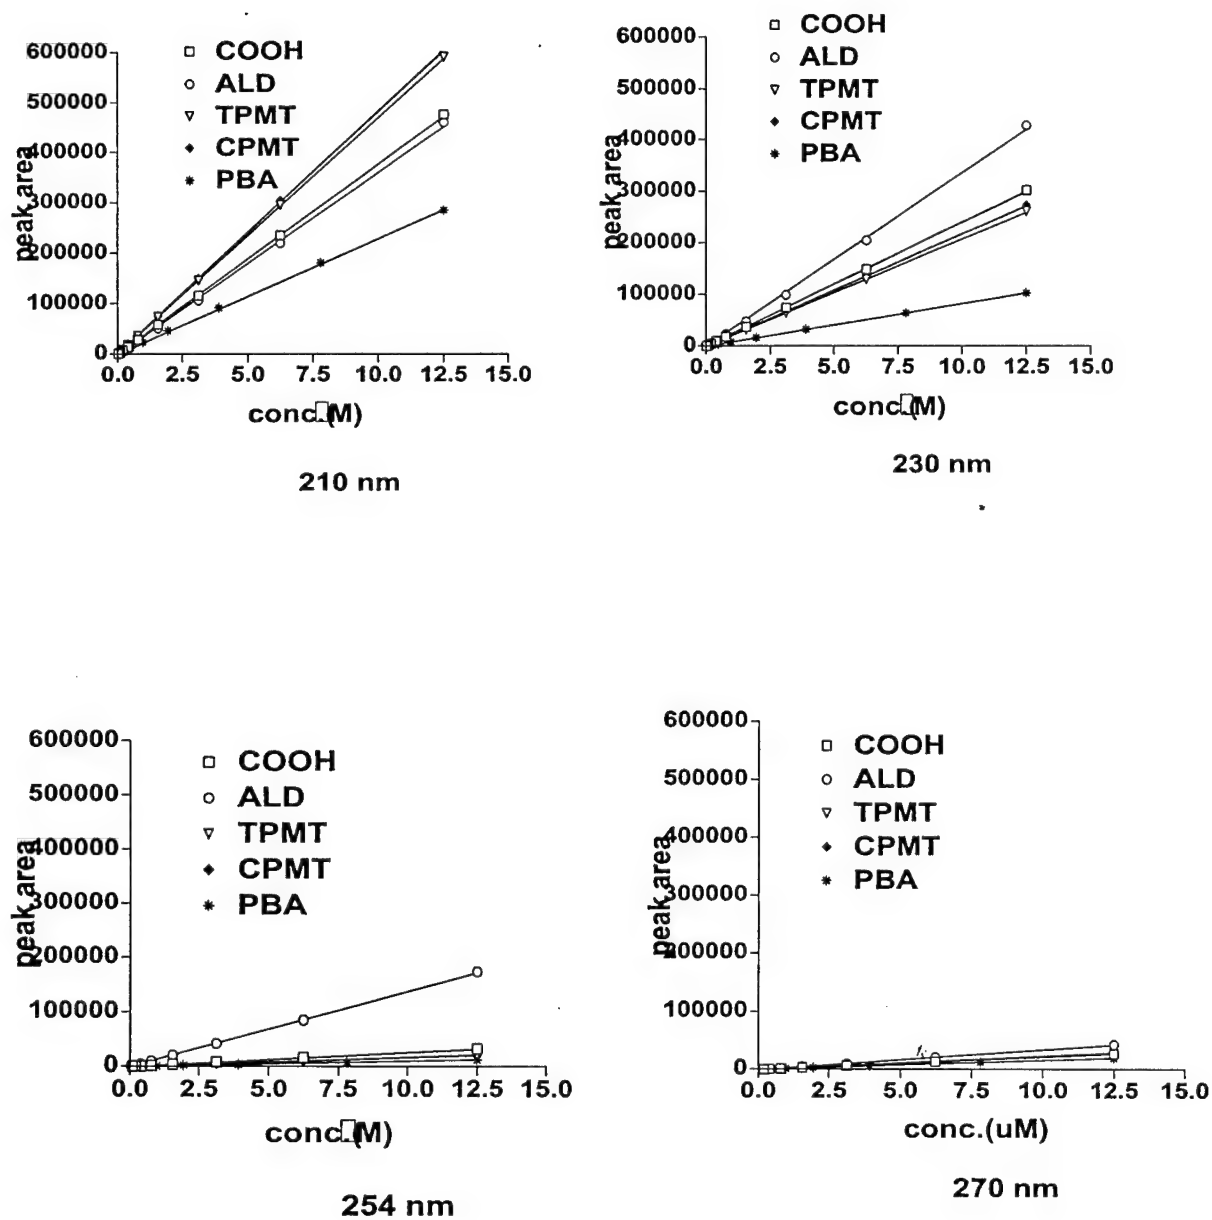 600000
500000
400000
300000
200000
100000
0
peak area
COOH
ALD
TPMT
CPMT
PBA
0.0 2.5 5.0 7.5 10.0 12.5 15.0
conc.(M)
210 nm
600000
500000
400000
300000
200000
100000
0
peak area
COOH
ALD
TPMT
CPMT
PBA
0.0 2.5 5.0 7.5 10.0 12.5 15.0
conc.(M)
230 nm
600000
500000
400000
300000
200000
100000
0
peak area
COOH
ALD
TPMT
CPMT
PBA
0.0 2.5 5.0 7.5 10.0 12.5 15.0
conc.(M)
254 nm
600000
500000
400000
300000
200000
100000
0
peak area
COOH
ALD
TPMT
CPMT
PBA
0.0 2.5 5.0 7.5 10.0 12.5 15.0
conc.(uM)
270 nm